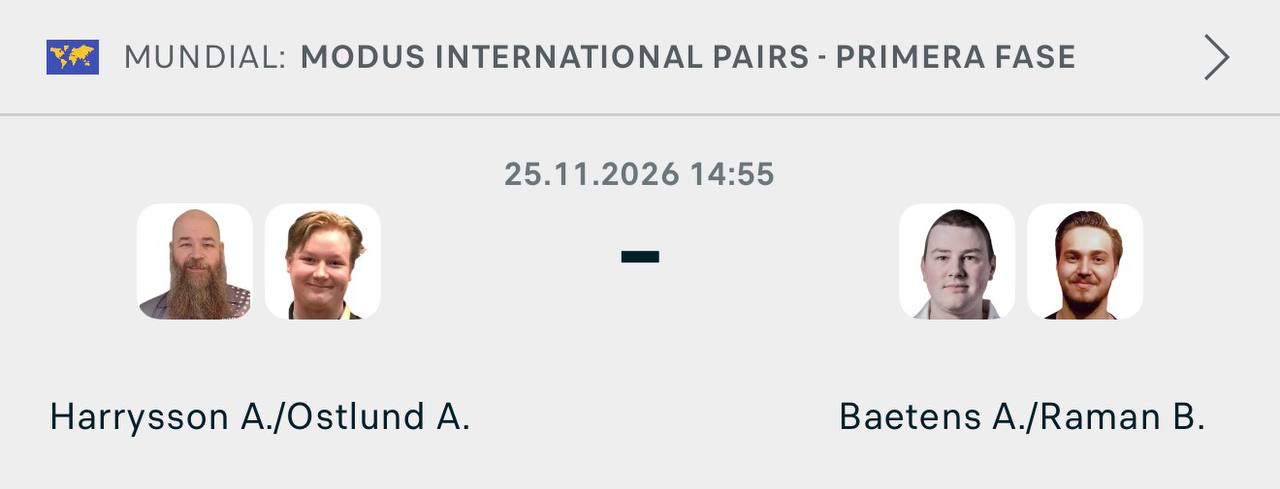 MUNDIAL: MODUS INTERNATIONAL PAIRS - PRIMERA FASE
25.11.2026 14:55
-
Harrysson A./Ostlund A.
Baetens A./Raman B.